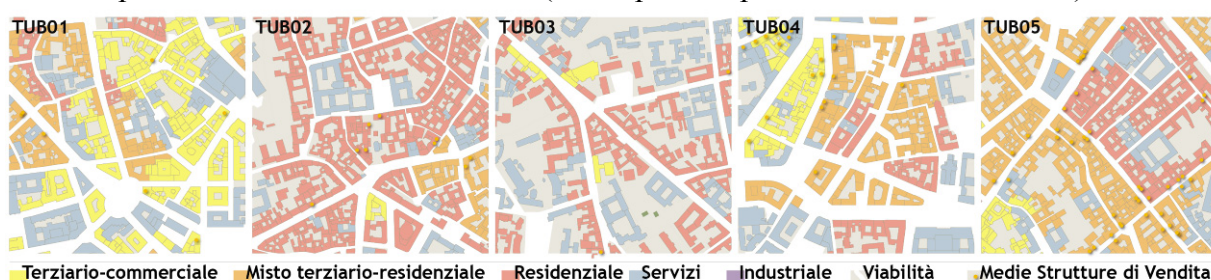 TUB01 TUB02 TUB03 TUB04 TUB05
Terziario-commerciale Misto terziario-residenziale Residenziale Servizi Industriale Viabilità Medie Strutture di Vendita